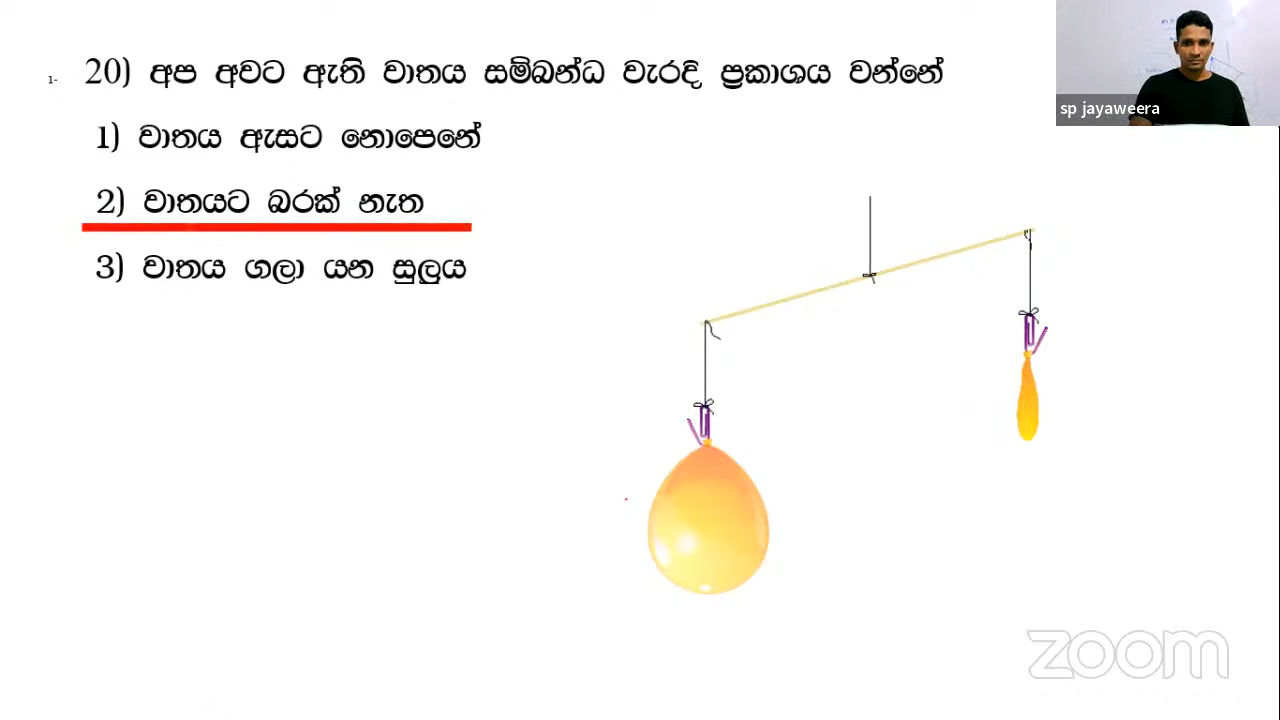 1- 20) අප අවට ඇති වාතය සම්බන්ධ වැරදි ප්‍රකාශය වන්නේ
1) වාතය ඇසට නොපෙනේ
2) වාතයට බරක් නැත
3) වාතය ගලා යන සුලුය
sp jayaweera
zoom